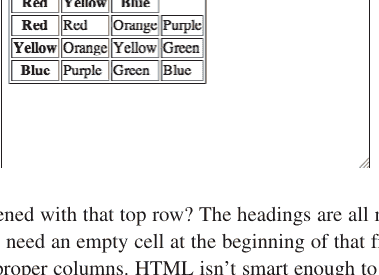 Red Yellow Blue
Red Red Orange Purple
Yellow Orange Yellow Green
Blue Purple Green Blue
ened with that top row? The headings are all
need an empty cell at the beginning of that
proper columns. HTML isn't smart enough to